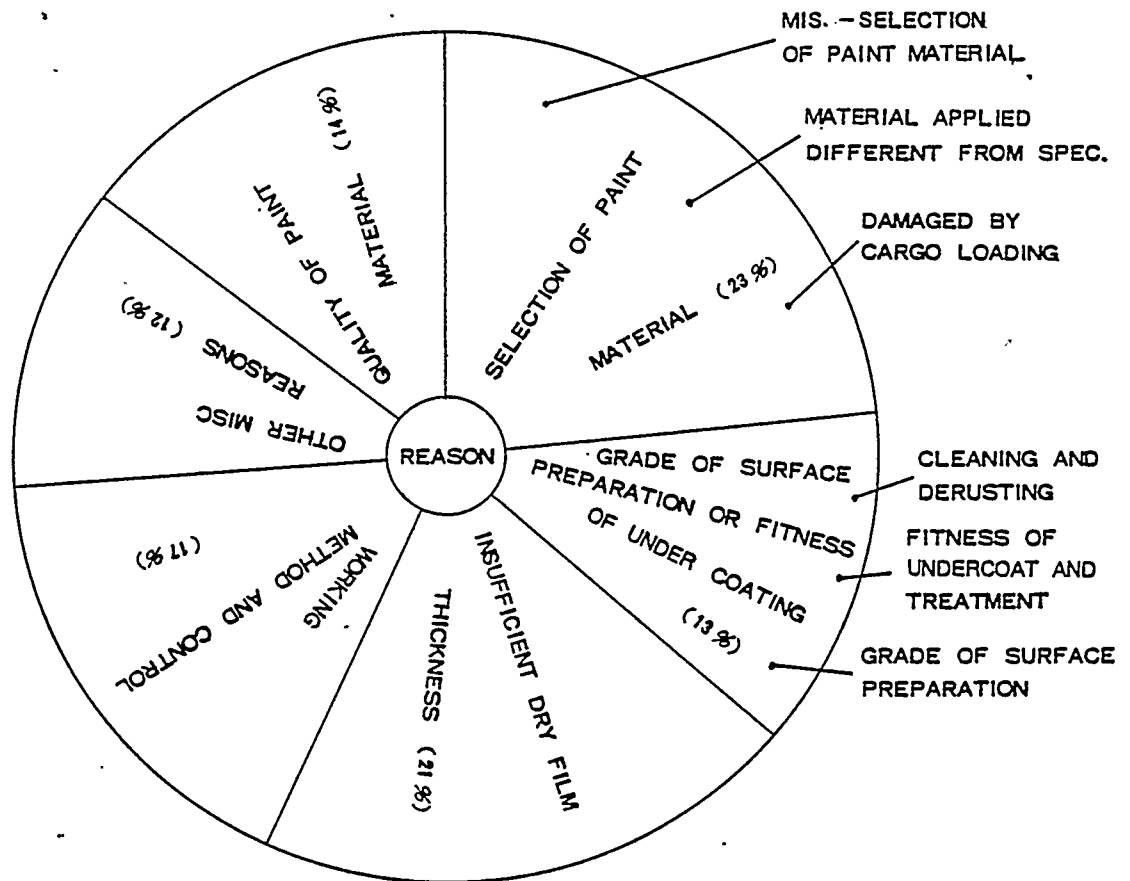 MIS.-SELECTION
OF PAINT MATERIAL
MATERIAL APPLIED
DIFFERENT FROM SPEC.
DAMAGED BY
CARGO LOADING
SELECTION OF PAINT
MATERIAL (23%)
GRADE OF SURFACE
PREPARATION OR FITNESS
OF UNDER COATING
(13%)
CLEANING AND
DERUSTING
FITNESS OF
UNDERCOAT AND
TREATMENT
GRADE OF SURFACE
PREPARATION
INSUFFICIENT DRY FILM
THICKNESS (21%)
WORKING
METHOD AND CONTROL
(17%)
OTHER MISC
REASONS (12%)
QUALITY OF PAINT
MATERIAL (14%)
REASON